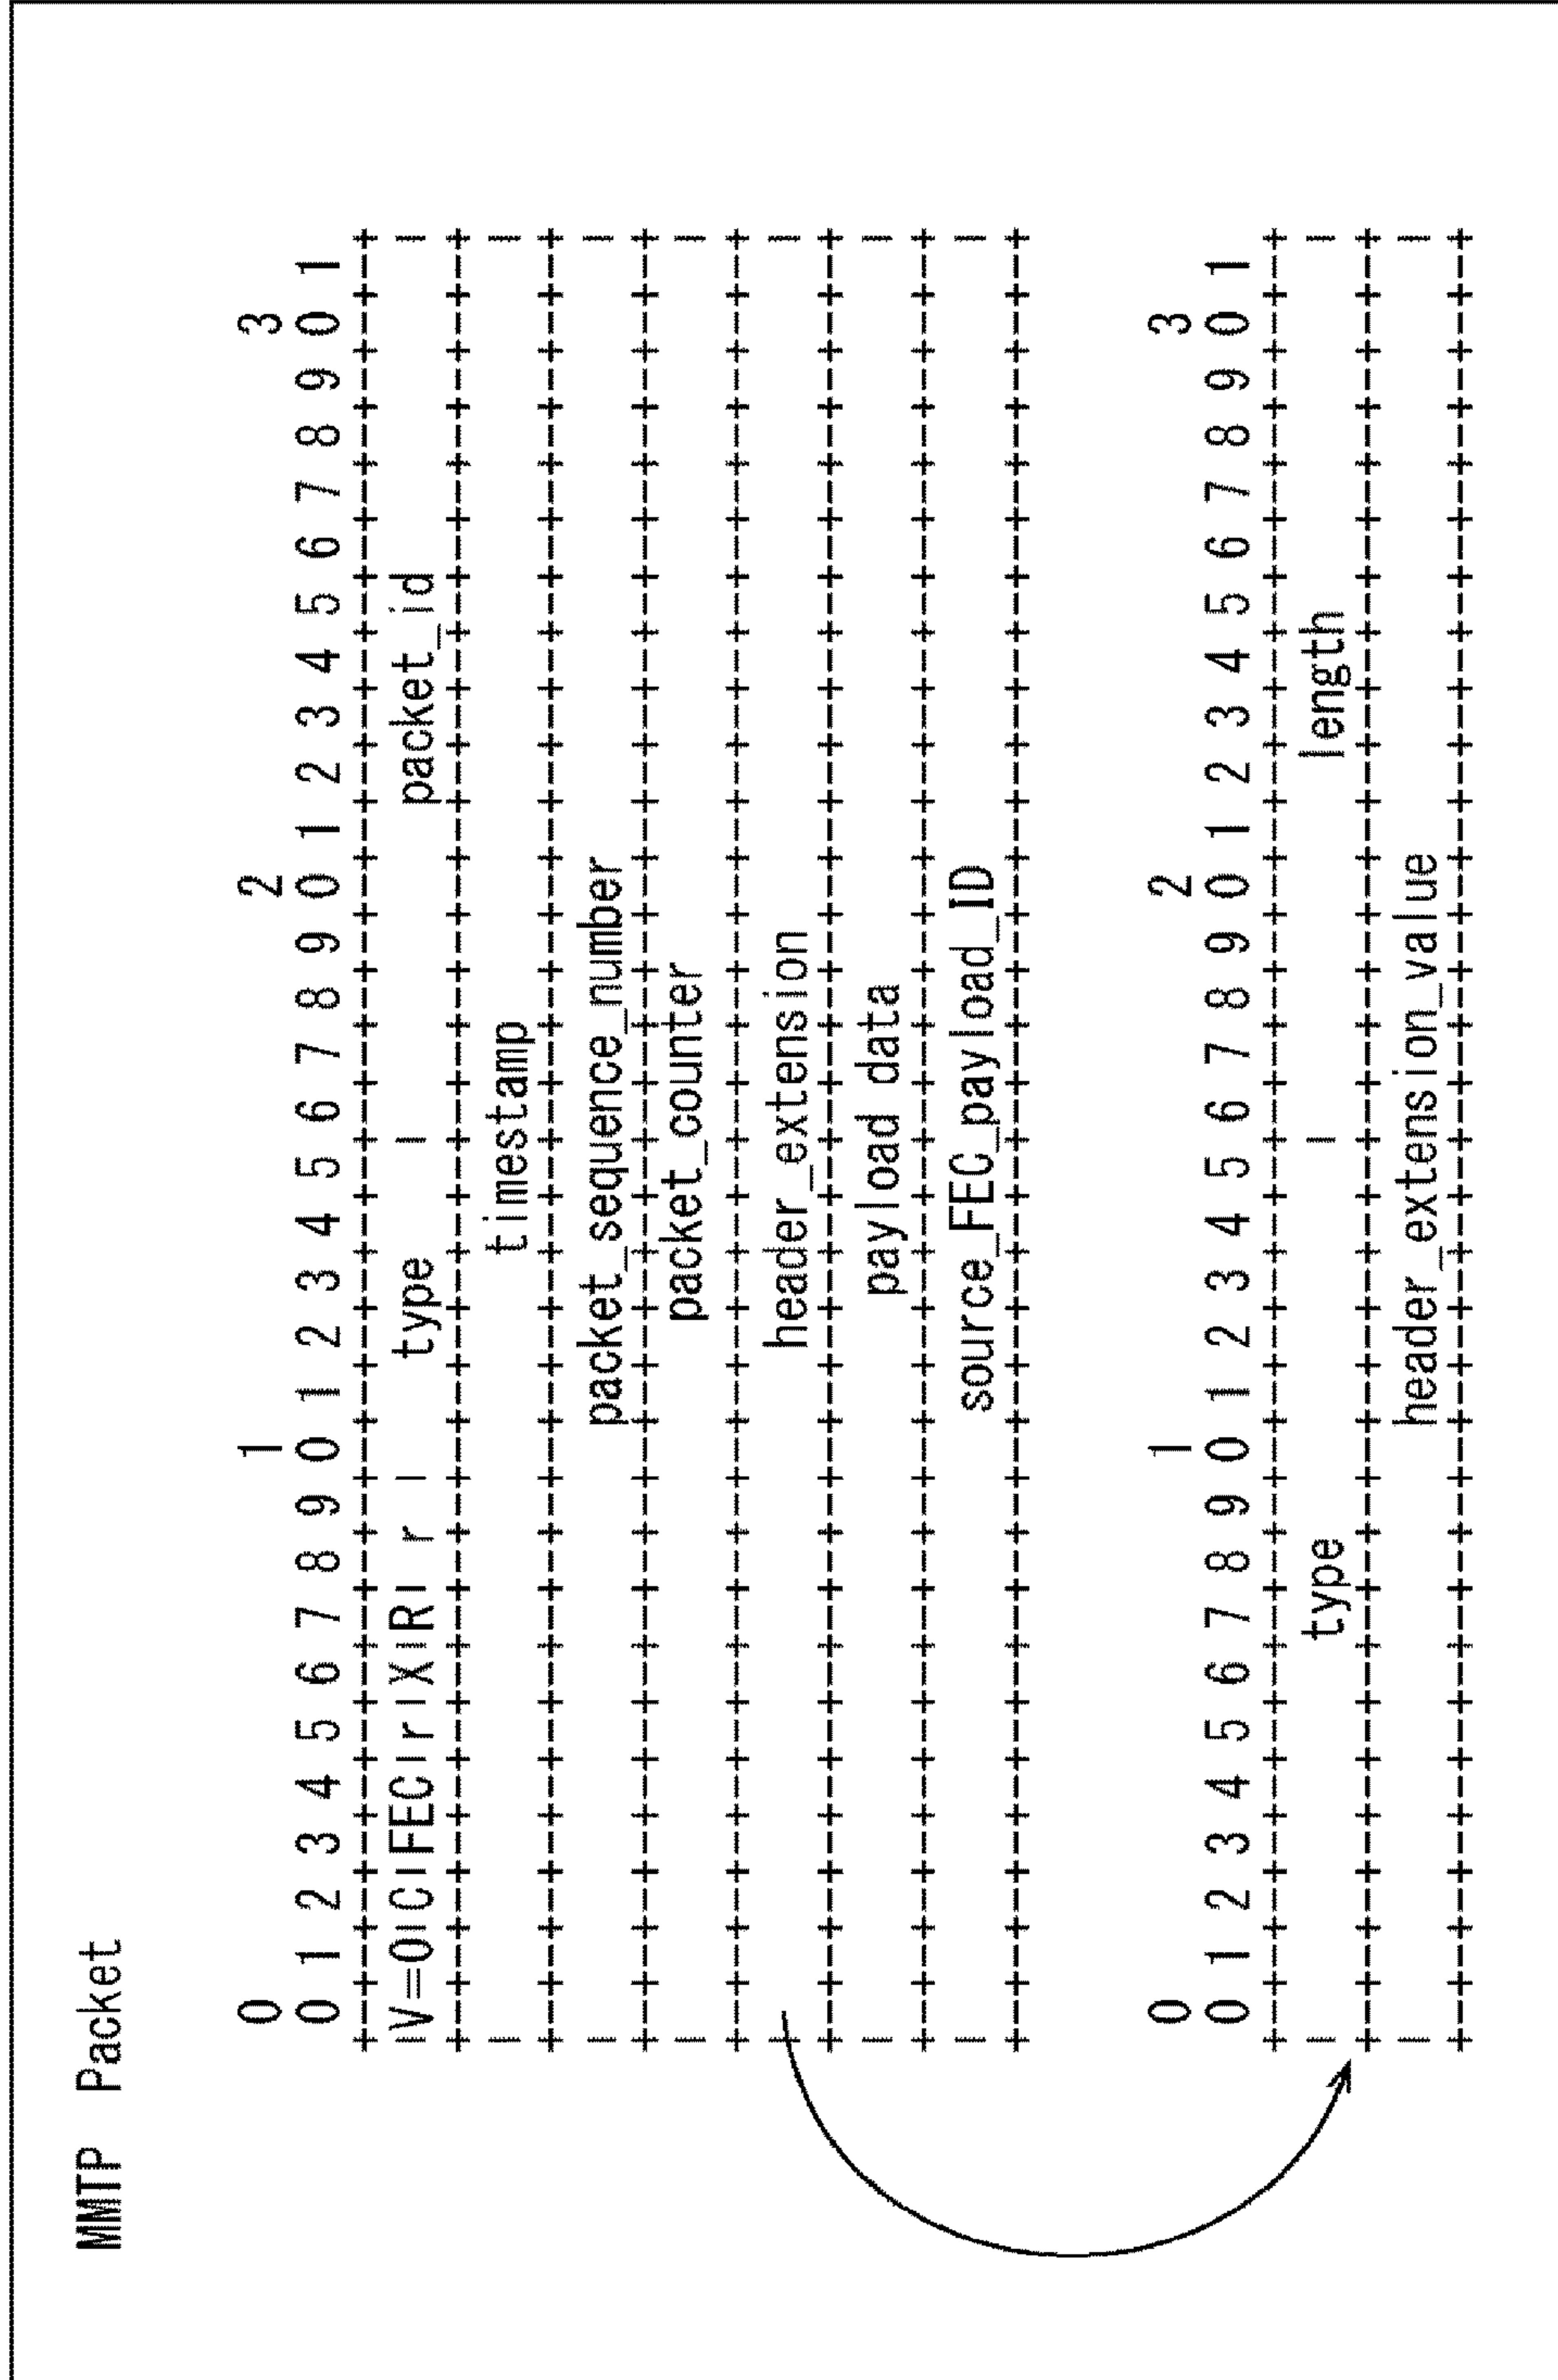 MMTP Packet
0 1 2 3
0 1 2 3 4 5 6 7 8 9 0 1 2 3 4 5 6 7 8 9 0 1 2 3 4 5 6 7 8 9 0 1
+-+-+-+-+-+-+-+-+-+-+-+-+-+-+-+-+-+-+-+-+-+-+-+-+-+-+-+-+-+-+-+-+
|V=0|C|FEC|r|X|R| r | type | packet_id |
+-+-+-+-+-+-+-+-+-+-+-+-+-+-+-+-+-+-+-+-+-+-+-+-+-+-+-+-+-+-+-+-+
| timestamp |
+-+-+-+-+-+-+-+-+-+-+-+-+-+-+-+-+-+-+-+-+-+-+-+-+-+-+-+-+-+-+-+-+
| packet_sequence_number |
+-+-+-+-+-+-+-+-+-+-+-+-+-+-+-+-+-+-+-+-+-+-+-+-+-+-+-+-+-+-+-+-+
| packet_counter |
+-+-+-+-+-+-+-+-+-+-+-+-+-+-+-+-+-+-+-+-+-+-+-+-+-+-+-+-+-+-+-+-+
| header_extension |
+-+-+-+-+-+-+-+-+-+-+-+-+-+-+-+-+-+-+-+-+-+-+-+-+-+-+-+-+-+-+-+-+
| payload data |
+-+-+-+-+-+-+-+-+-+-+-+-+-+-+-+-+-+-+-+-+-+-+-+-+-+-+-+-+-+-+-+-+
| source_FEC_payload_ID |
+-+-+-+-+-+-+-+-+-+-+-+-+-+-+-+-+-+-+-+-+-+-+-+-+-+-+-+-+-+-+-+-+
0 1 2 3
0 1 2 3 4 5 6 7 8 9 0 1 2 3 4 5 6 7 8 9 0 1 2 3 4 5 6 7 8 9 0 1
+-+-+-+-+-+-+-+-+-+-+-+-+-+-+-+-+-+-+-+-+-+-+-+-+-+-+-+-+-+-+-+-+
| type | length |
+-+-+-+-+-+-+-+-+-+-+-+-+-+-+-+-+-+-+-+-+-+-+-+-+-+-+-+-+-+-+-+-+
| header_extension_value |
+-+-+-+-+-+-+-+-+-+-+-+-+-+-+-+-+-+-+-+-+-+-+-+-+-+-+-+-+-+-+-+-+